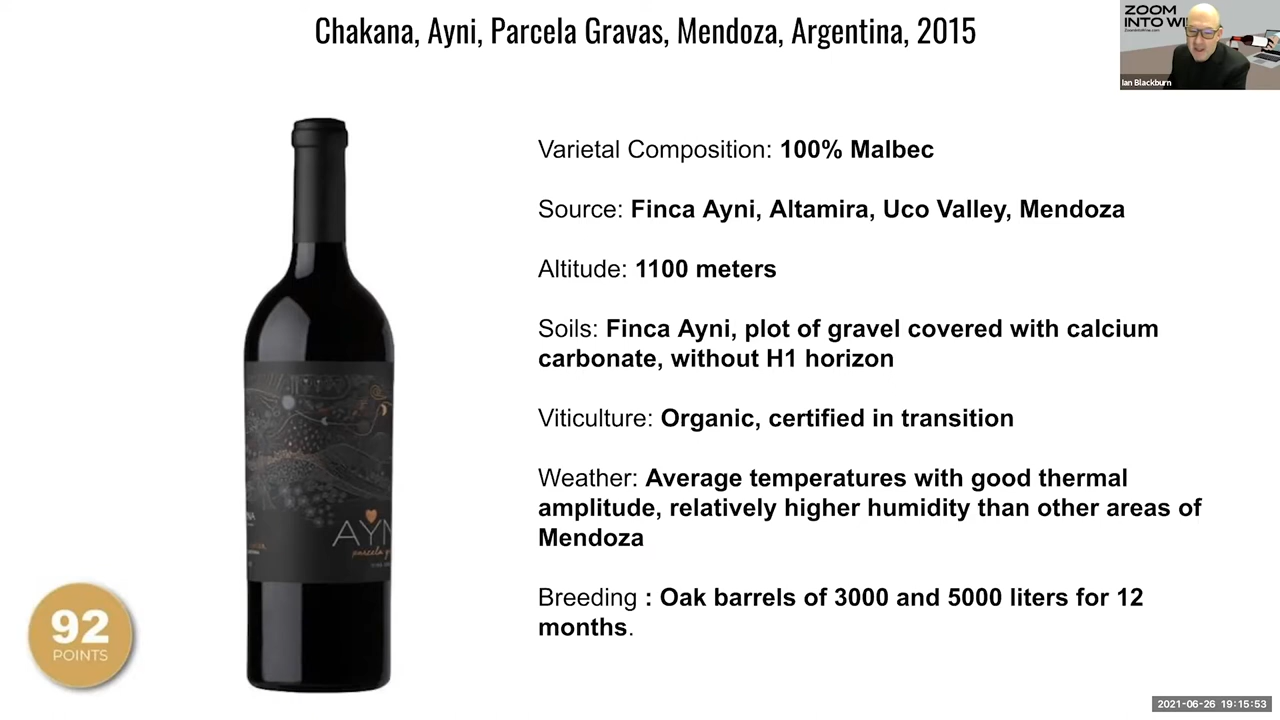 Chakana, Ayni, Parcela Gravas, Mendoza, Argentina, 2015
ZOOM
INTO WI
ZoomIntoWine.com
Ian Blackburn
Varietal Composition: 100% Malbec
Source: Finca Ayni, Altamira, Uco Valley, Mendoza
Altitude: 1100 meters
Soils: Finca Ayni, plot of gravel covered with calcium
carbonate, without H1 horizon
Viticulture: Organic, certified in transition
Weather: Average temperatures with good thermal
amplitude, relatively higher humidity than other areas of
Mendoza
Breeding : Oak barrels of 3000 and 5000 liters for 12
months.
NA
AYN
parcela g
92
POINTS
2021-06-26 19:15:53